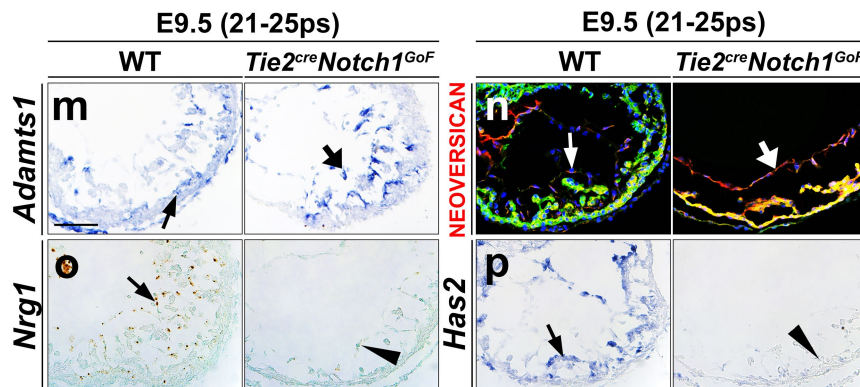 E9.5 (21-25ps)
WT Tie2creNotch1GoF
Adamts1
m
Nrg1
o
E9.5 (21-25ps)
WT Tie2creNotch1GoF
NEOVERSICAN
n
Has2
p